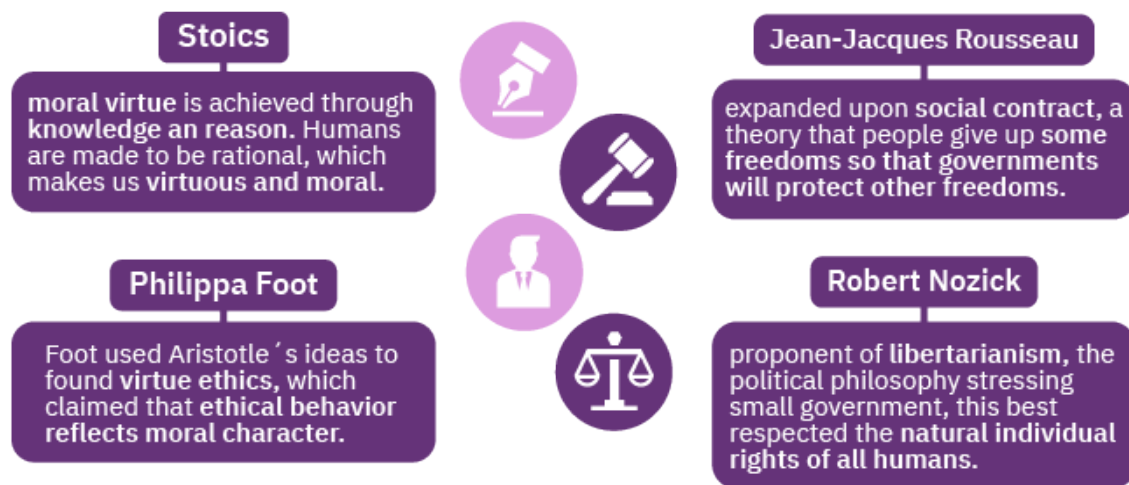 Stoics
moral virtue is achieved through
knowledge an reason. Humans
are made to be rational, which
makes us virtuous and moral.
Jean-Jacques Rousseau
expanded upon social contract, a
theory that people give up some
freedoms so that governments
will protect other freedoms.
Philippa Foot
Foot used Aristotle´s ideas to
found virtue ethics, which
claimed that ethical behavior
reflects moral character.
Robert Nozick
proponent of libertarianism, the
political philosophy stressing
small government, this best
respected the natural individual
rights of all humans.